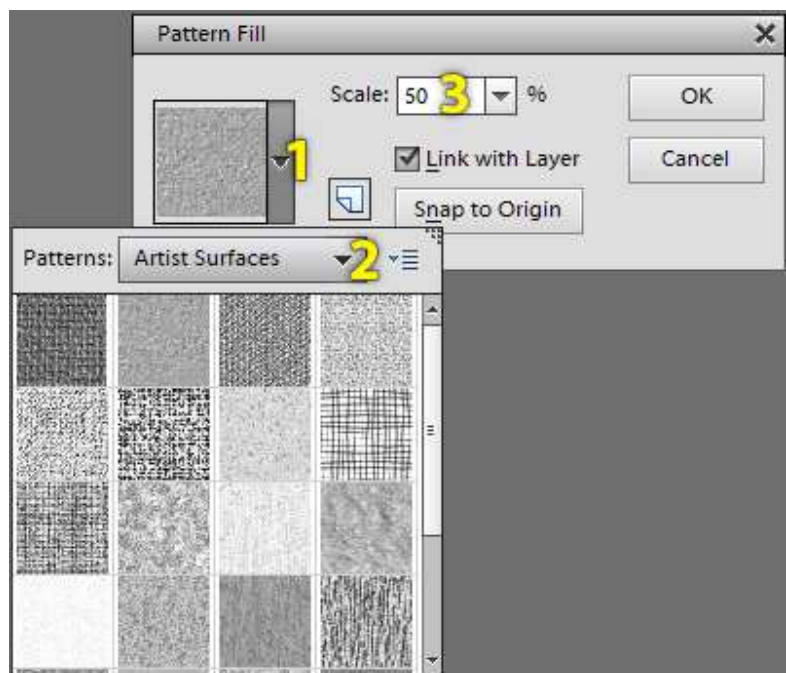 Pattern Fill
Scale: 50 3 % OK
1
Link with Layer Cancel
Snap to Origin
Patterns: Artist Surfaces 2